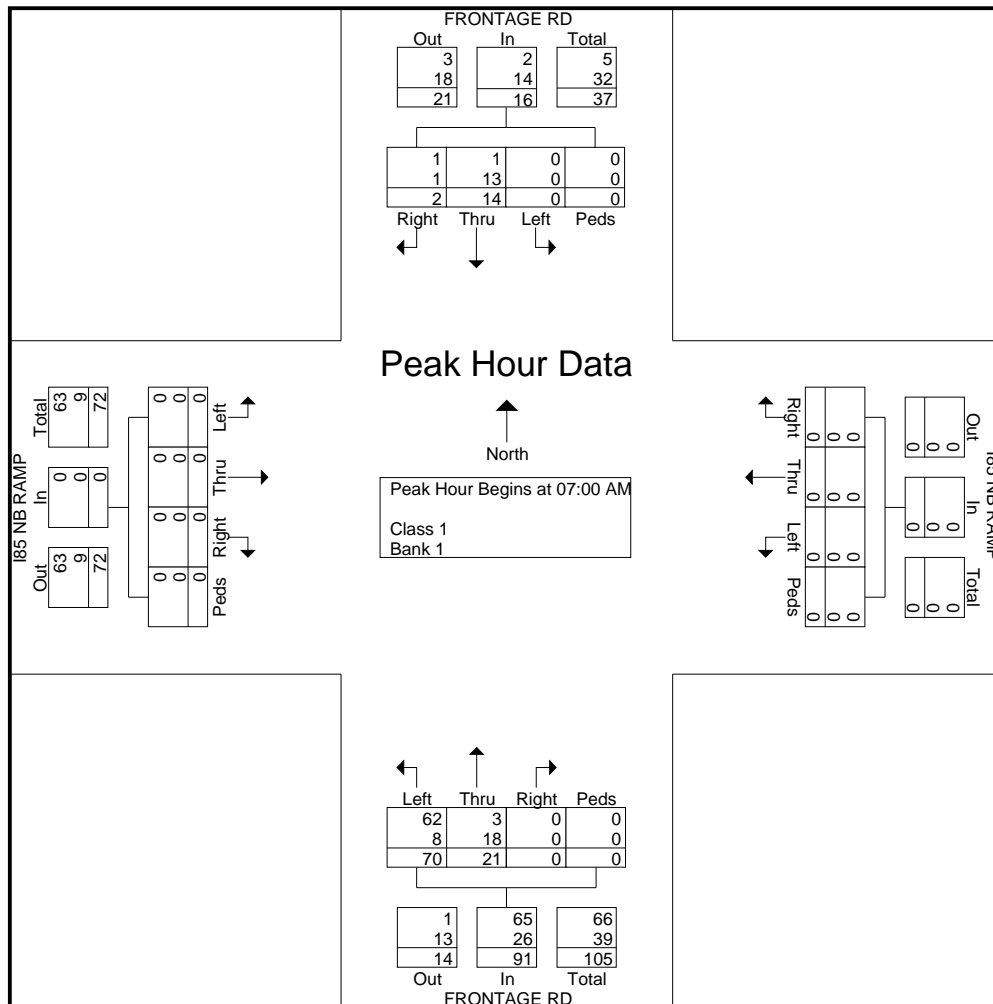 FRONTAGE RD
Out In Total
3 2 5
18 14 32
21 16 37
1 1 0 0
1 13 0 0
2 14 0 0
Right Thru Left Peds
Peak Hour Data
North
Peak Hour Begins at 07:00 AM
Class 1
Bank 1
I85 NB RAMP
Out In Total
63 0 63
9 0 9
72 0 72
Peds Right Thru Left
0 0 0 0
0 0 0 0
0 0 0 0
I85 NB RAMP
Out In Total
0 0 0
0 0 0
0 0 0
Right Thru Left Peds
0 0 0 0
0 0 0 0
0 0 0 0
Left Thru Right Peds
62 3 0 0
8 18 0 0
70 21 0 0
1 65 66
13 26 39
14 91 105
Out In Total
FRONTAGE RD